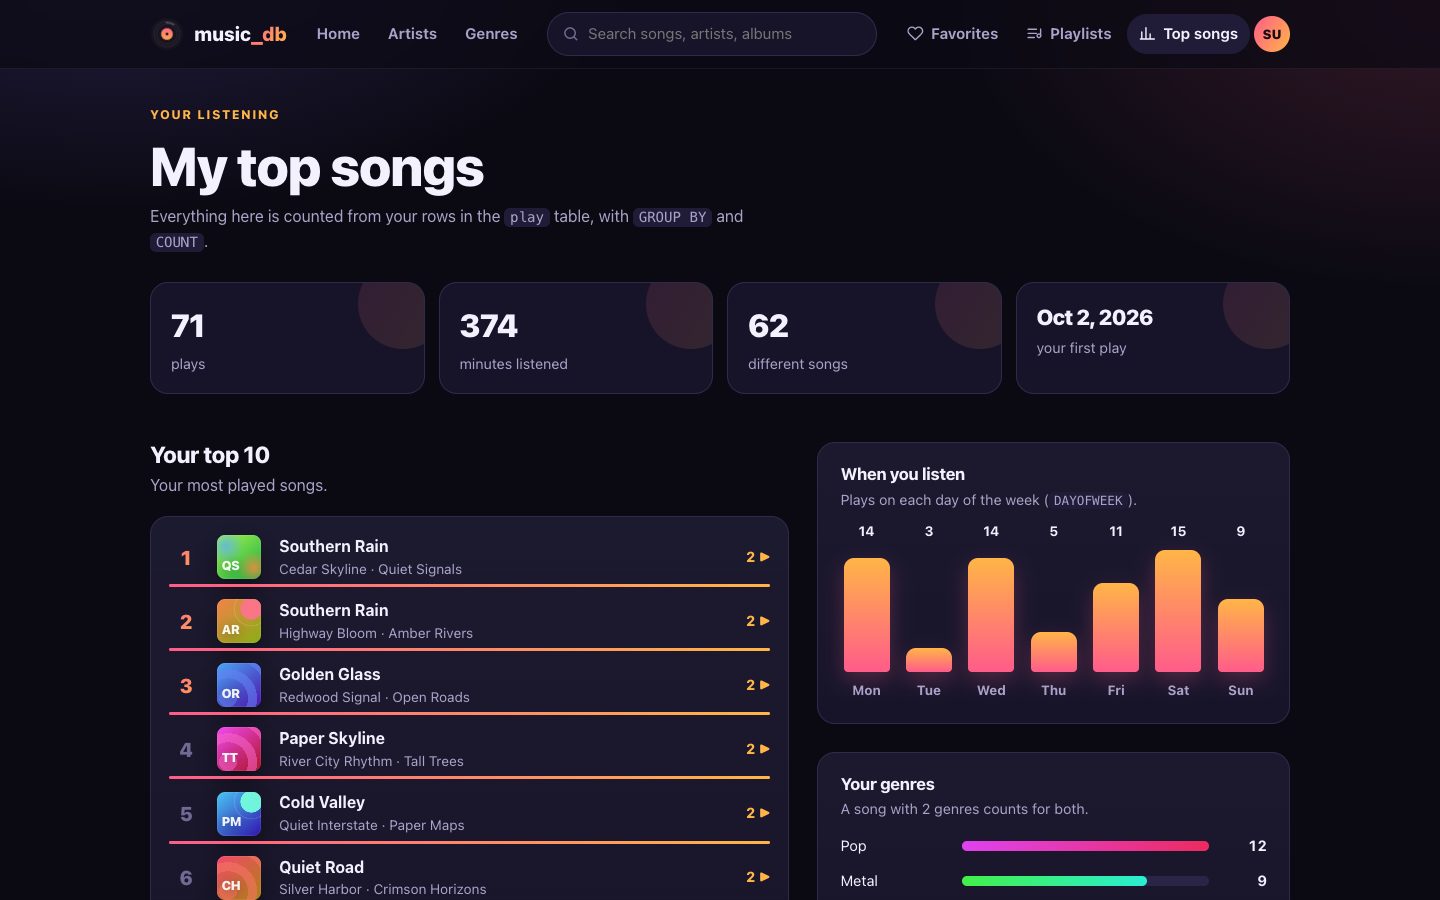 music_db
Home
Artists
Genres
Search songs, artists, albums
Favorites
Playlists
Top songs
SU
YOUR LISTENING
My top songs
Everything here is counted from your rows in the play table, with GROUP BY and
COUNT.
71
plays
374
minutes listened
62
different songs
Oct 2, 2026
your first play
Your top 10
Your most played songs.
1
QS
Southern Rain
Cedar Skyline · Quiet Signals
2
2
AR
Southern Rain
Highway Bloom · Amber Rivers
2
3
OR
Golden Glass
Redwood Signal · Open Roads
2
4
TT
Paper Skyline
River City Rhythm · Tall Trees
2
5
PM
Cold Valley
Quiet Interstate · Paper Maps
2
6
CH
Quiet Road
Silver Harbor · Crimson Horizons
2
When you listen
Plays on each day of the week ( DAYOFWEEK ).
14 3 14 5 11 15 9
Mon Tue Wed Thu Fri Sat Sun
Your genres
A song with 2 genres counts for both.
Pop 12
Metal 9